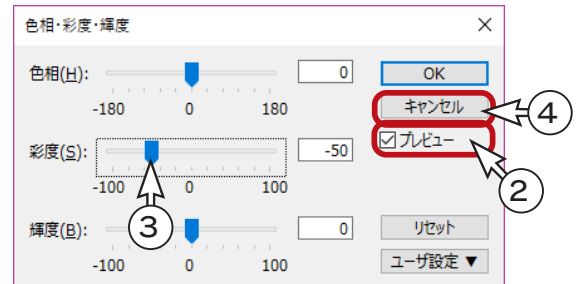 色相・彩度・輝度
色相(H): 0 OK
-180 0 180 キャンセル ④
彩度(S): -50 プレビュー
-100 0 100 ②
③
輝度(B): 0 リセット
-100 0 100 ユーザ設定 ▼